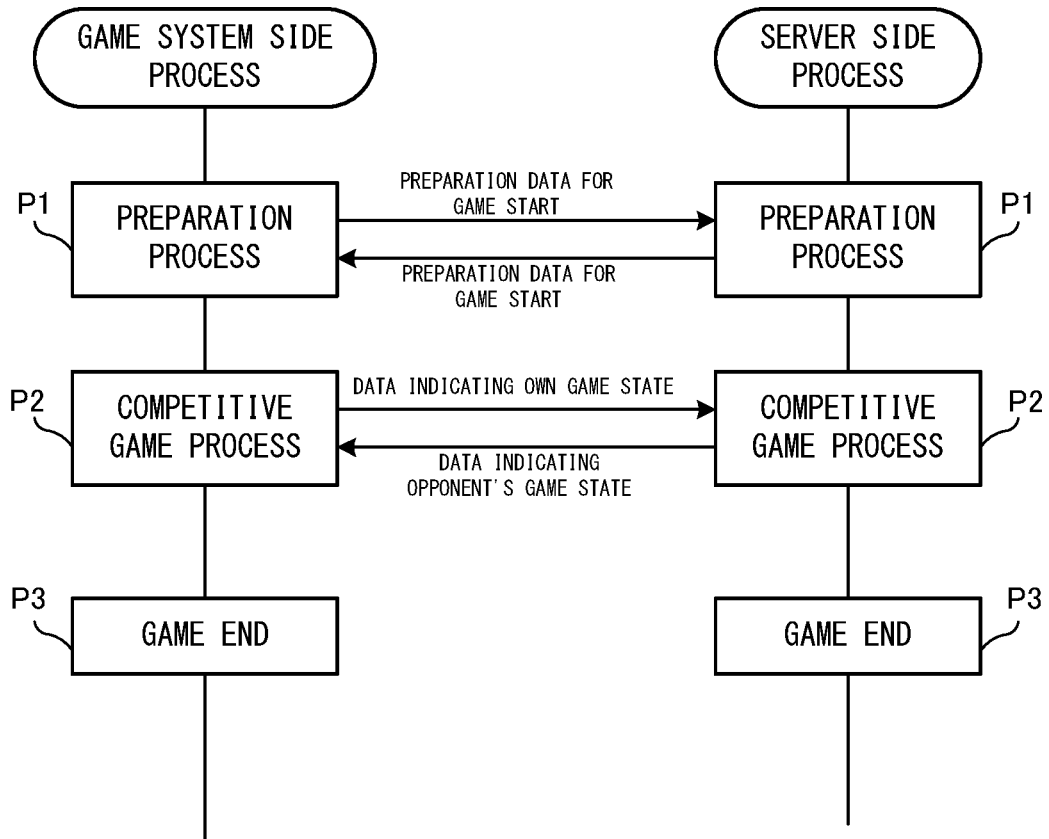 GAME SYSTEM SIDE
PROCESS
SERVER SIDE
PROCESS
P1
PREPARATION
PROCESS
PREPARATION DATA FOR
GAME START
PREPARATION DATA FOR
GAME START
PREPARATION
PROCESS
P1
P2
COMPETITIVE
GAME PROCESS
DATA INDICATING OWN GAME STATE
DATA INDICATING
OPPONENT'S GAME STATE
COMPETITIVE
GAME PROCESS
P2
P3
GAME END
GAME END
P3